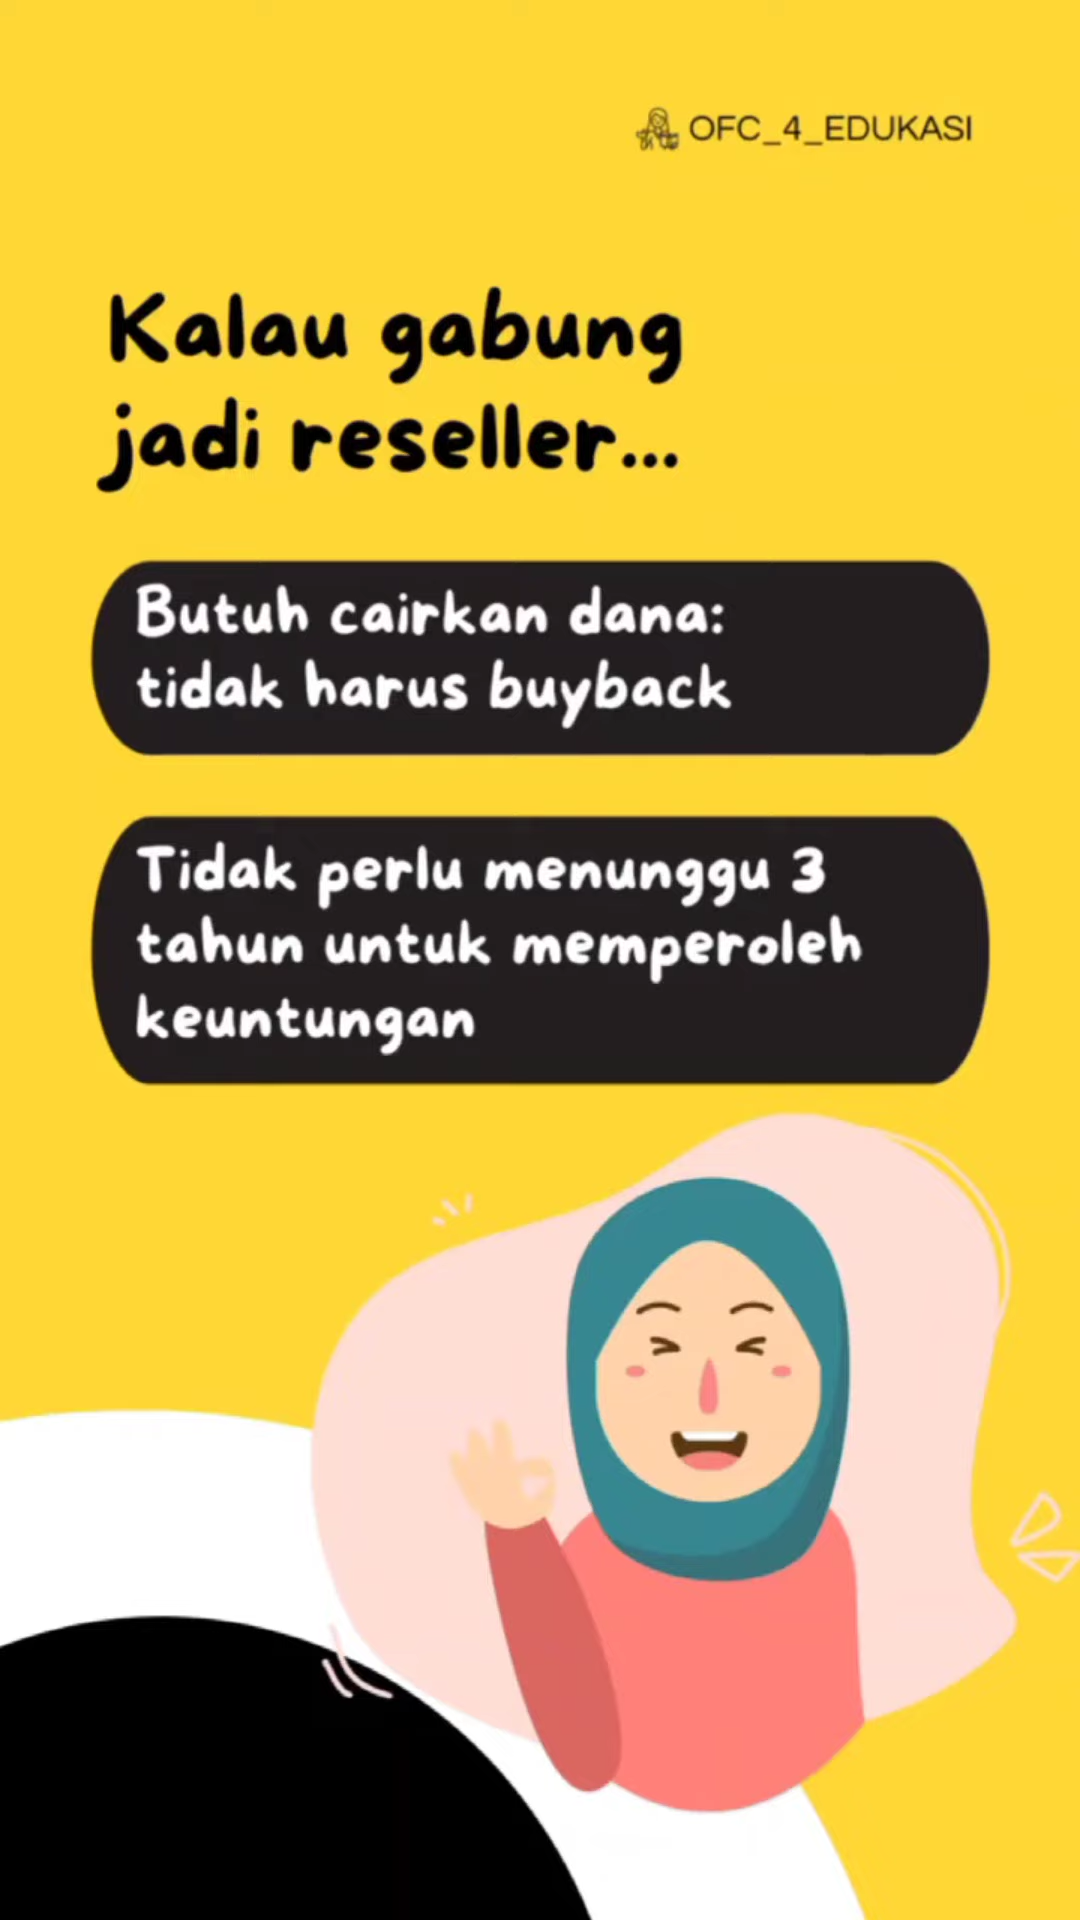 OFC_4_EDUKASI
Kalau gabung
jadi reseller...
Butuh cairkan dana:
tidak harus buyback
Tidak perlu menunggu 3
tahun untuk memperoleh
keuntungan